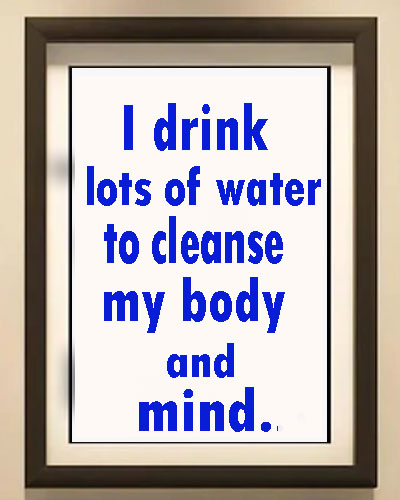 I drink
lots of water
to cleanse
my body
and
mind.